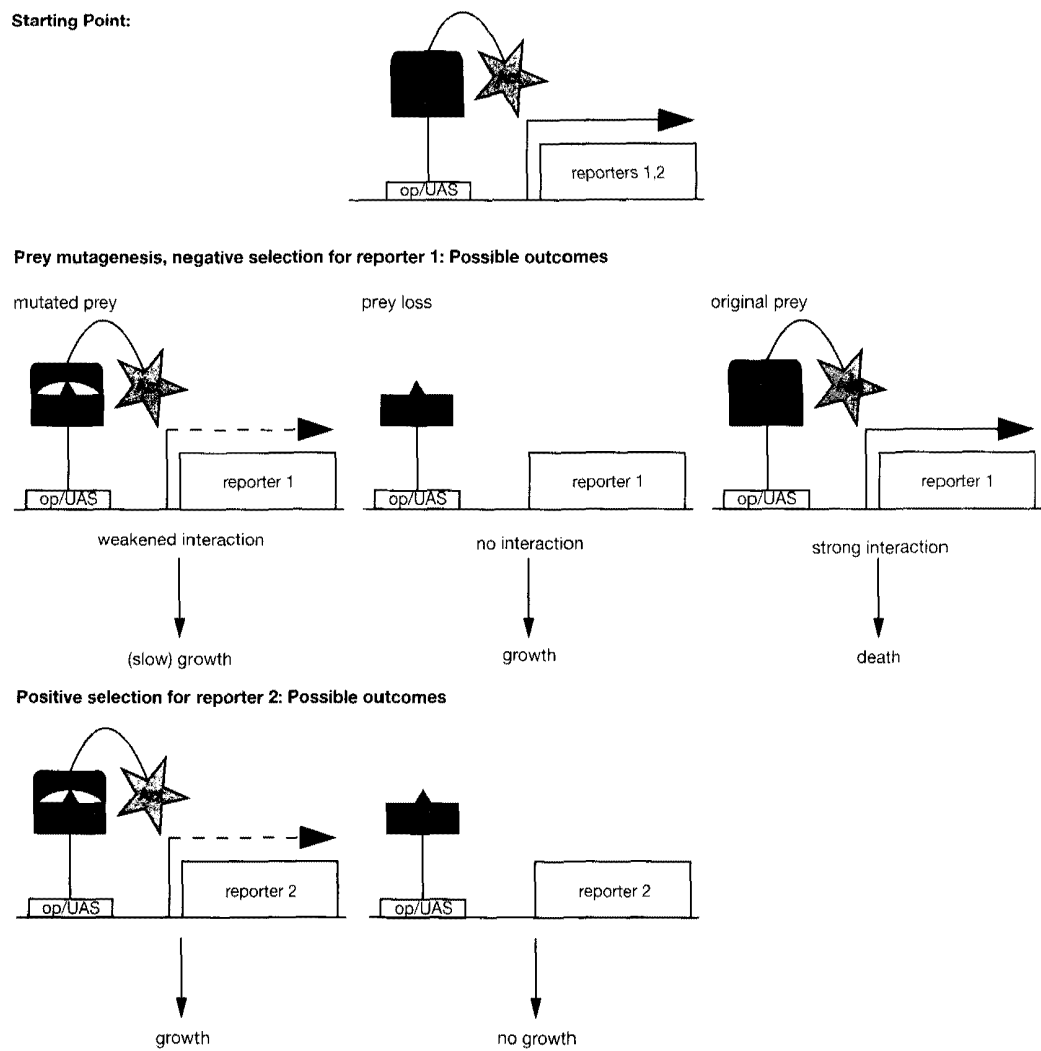 Starting Point:
op/UAS
reporters 1,2
Prey mutagenesis, negative selection for reporter 1: Possible outcomes
mutated prey
prey loss
original prey
op/UAS
reporter 1
op/UAS
reporter 1
op/UAS
reporter 1
weakened interaction
no interaction
strong interaction
(slow) growth
growth
death
Positive selection for reporter 2: Possible outcomes
op/UAS
reporter 2
op/UAS
reporter 2
growth
no growth